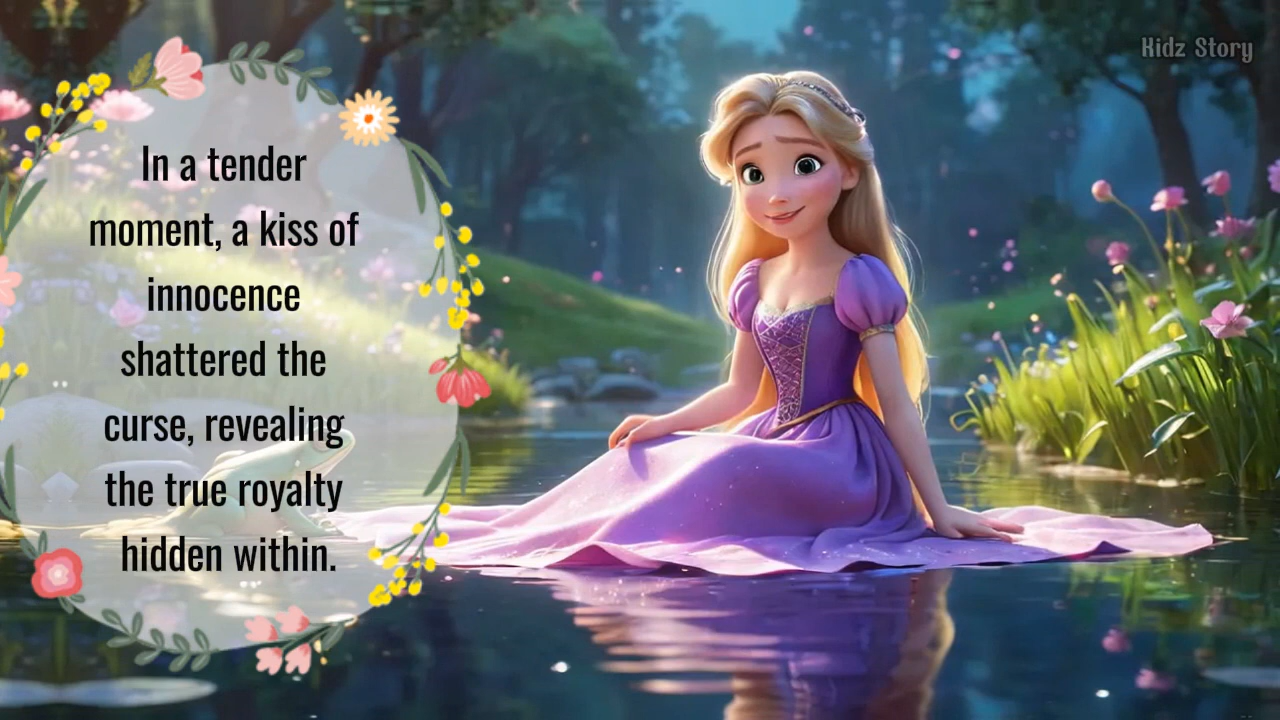 Kidz Story
In a tender
moment, a kiss of
innocence
shattered the
curse, revealing
the true royalty
hidden within.